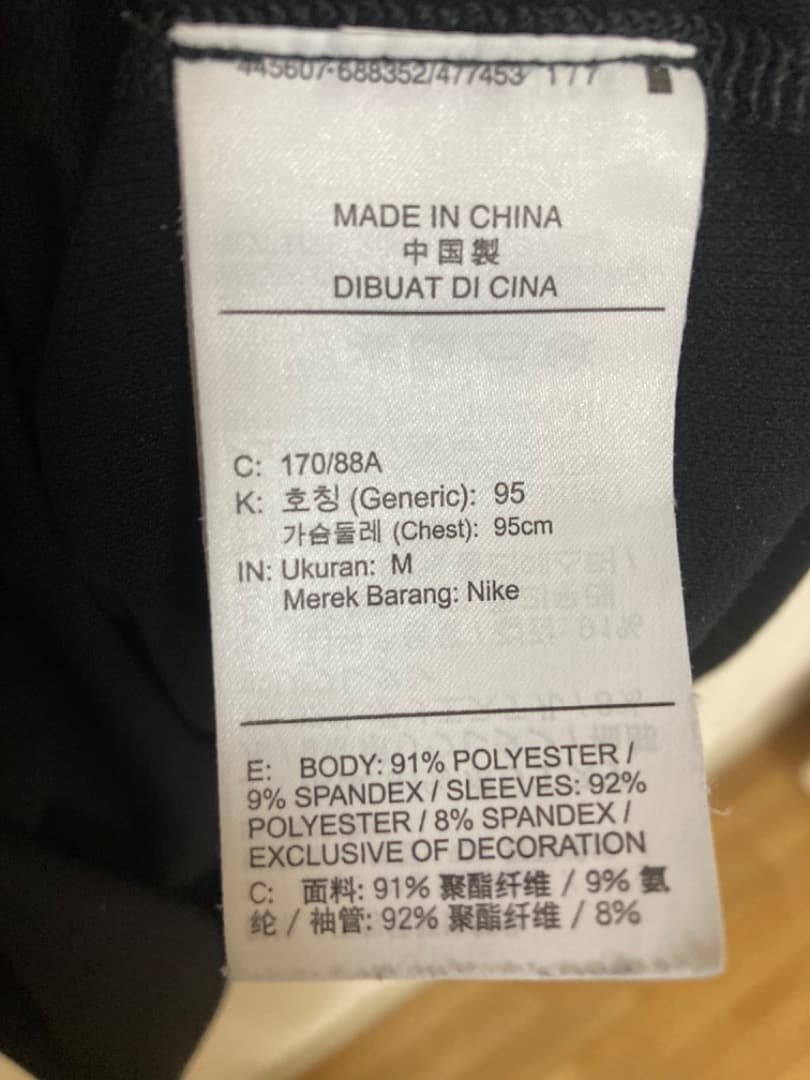 445607-688352/477453 1 / 7
MADE IN CHINA
中国製
DIBUAT DI CINA
C: 170/88A
K: 호칭 (Generic): 95
가슴둘레 (Chest): 95cm
IN: Ukuran: M
Merek Barang: Nike
E: BODY: 91% POLYESTER /
9% SPANDEX / SLEEVES: 92%
POLYESTER / 8% SPANDEX /
EXCLUSIVE OF DECORATION
C: 面料: 91% 聚酯纤维 / 9% 氨
纶 / 袖管: 92% 聚酯纤维 / 8%